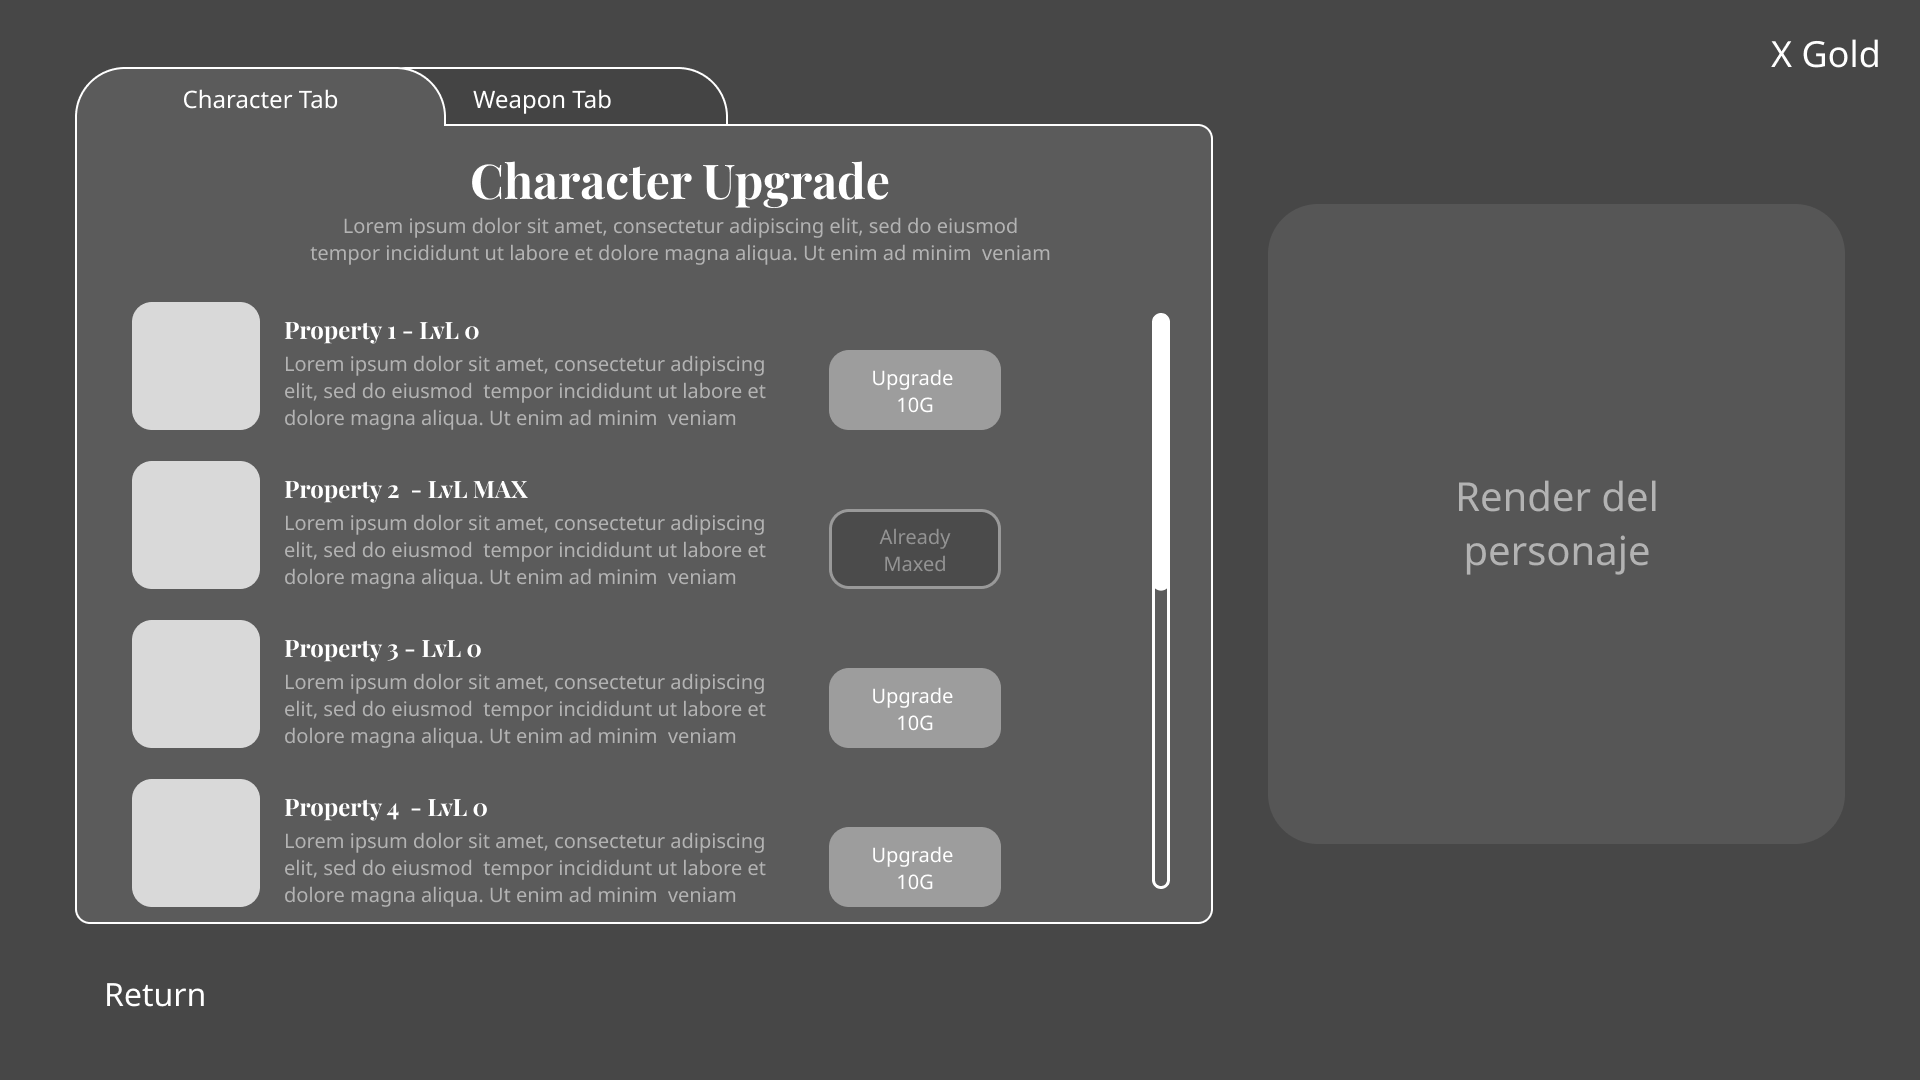 X Gold
Character Tab
Weapon Tab
Character Upgrade
Lorem ipsum dolor sit amet, consectetur adipiscing elit, sed do eiusmod
tempor incididunt ut labore et dolore magna aliqua. Ut enim ad minim  veniam
Property 1 - LvL 0
Lorem ipsum dolor sit amet, consectetur adipiscing
elit, sed do eiusmod  tempor incididunt ut labore et
dolore magna aliqua. Ut enim ad minim  veniam
Upgrade
10G
Property 2  - LvL MAX
Lorem ipsum dolor sit amet, consectetur adipiscing
elit, sed do eiusmod  tempor incididunt ut labore et
dolore magna aliqua. Ut enim ad minim  veniam
Already
Maxed
Property 3 - LvL 0
Lorem ipsum dolor sit amet, consectetur adipiscing
elit, sed do eiusmod  tempor incididunt ut labore et
dolore magna aliqua. Ut enim ad minim  veniam
Upgrade
10G
Property 4  - LvL 0
Lorem ipsum dolor sit amet, consectetur adipiscing
elit, sed do eiusmod  tempor incididunt ut labore et
dolore magna aliqua. Ut enim ad minim  veniam
Upgrade
10G
Render del
personaje
Return